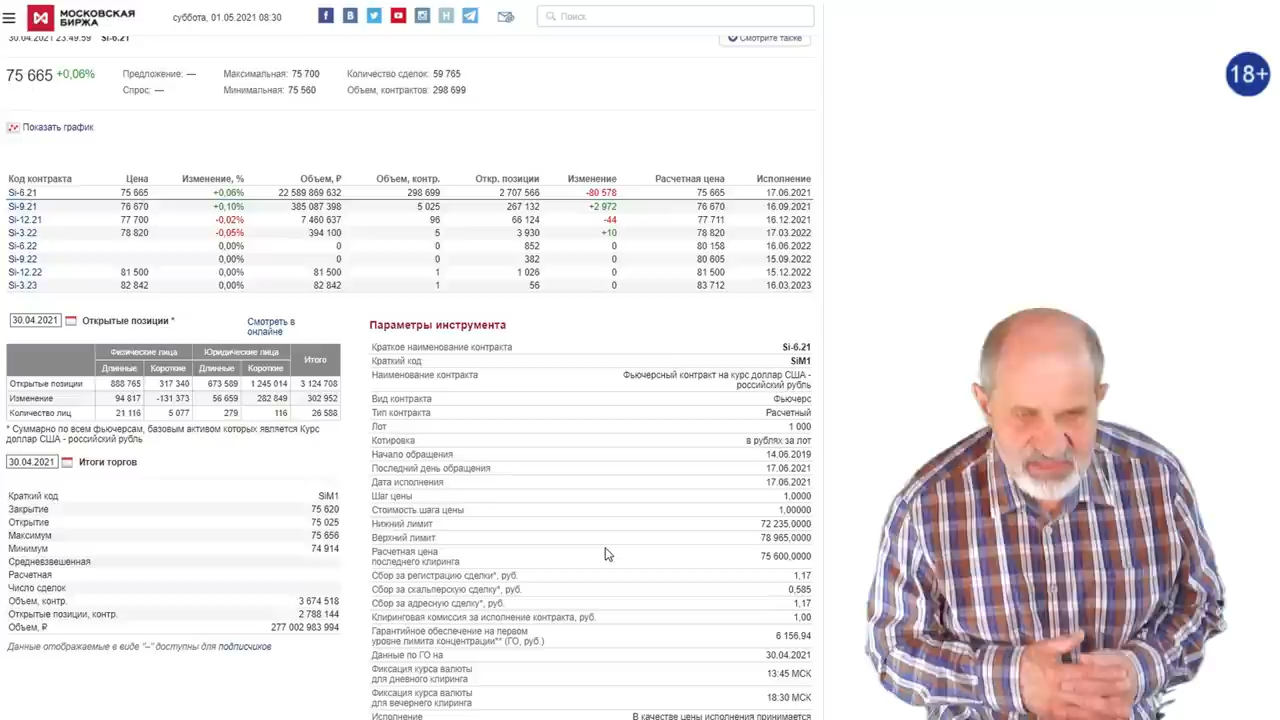 МОСКОВСКАЯ
БИРЖА
суббота, 01.05.2021 08:30
Поиск
18+
30.04.2021 23:49:59 Si-6.21
Смотрите также
75 665 +0,06%
Предложение: — Максимальная: 75 700 Количество сделок: 59 765
Спрос: — Минимальная: 75 560 Объем, контрактов: 298 699
Показать график
Код контракта Цена Изменение, % Объем, ₽ Объем, контр. Откр. позиции Изменение Расчетная цена Исполнение
Si-6.21 75 665 +0,06% 22 589 869 632 298 699 2 707 566 -80 578 75 665 17.06.2021
Si-9.21 76 670 +0,10% 385 087 398 5 025 267 132 +2 972 76 670 16.09.2021
Si-12.21 77 700 -0,02% 7 460 637 96 66 124 -44 77 711 16.12.2021
Si-3.22 78 820 -0,05% 394 100 5 3 930 +10 78 820 17.03.2022
Si-6.22 0,00% 0 0 852 0 80 158 16.06.2022
Si-9.22 0,00% 0 0 382 0 80 605 15.09.2022
Si-12.22 81 500 0,00% 81 500 1 1 026 0 81 500 15.12.2022
Si-3.23 82 842 0,00% 82 842 1 56 0 83 712 16.03.2023
30.04.2021 Открытые позиции * Смотреть в
онлайне
Физические лица Юридические лица Итого
Длинные Короткие Длинные Короткие
Открытые позиции 888 765 317 340 673 589 1 245 014 3 124 708
Изменение 94 817 -131 373 56 659 282 849 302 952
Количество лиц 21 116 5 077 279 116 26 588
* Суммарно по всем фьючерсам, базовым активом которых является Курс
доллар США - российский рубль
30.04.2021 Итоги торгов
Краткий код SiM1
Закрытие 75 620
Открытие 75 025
Максимум 75 656
Минимум 74 914
Средневзвешенная
Расчетная
Число сделок
Объем, контр. 3 674 518
Открытые позиции, контр. 2 788 144
Объем, ₽ 277 002 983 994
Данные отображаемые в виде "–" доступны для подписчиков
Параметры инструмента
Краткое наименование контракта Si-6.21
Краткий код SiM1
Наименование контракта Фьючерсный контракт на курс доллар США -
российский рубль
Вид контракта Фьючерс
Тип контракта Расчетный
Лот 1 000
Котировка в рублях за лот
Начало обращения 14.06.2019
Последний день обращения 17.06.2021
Дата исполнения 17.06.2021
Шаг цены 1,0000
Стоимость шага цены 1,00000
Нижний лимит 72 235,0000
Верхний лимит 78 965,0000
Расчетная цена
последнего клиринга 75 600,0000
Сбор за регистрацию сделки*, руб. 1,17
Сбор за скальперскую сделку*, руб. 0,585
Сбор за адресную сделку*, руб. 1,17
Клиринговая комиссия за исполнение контракта, руб. 1,00
Гарантийное обеспечение на первом
уровне лимита концентрации** (ГО, руб.) 6 156,94
Данные по ГО на 30.04.2021
Фиксация курса валюты
для дневного клиринга 13:45 МСК
Фиксация курса валюты
для вечернего клиринга 18:30 МСК
Исполнение В качестве цены исполнения принимается